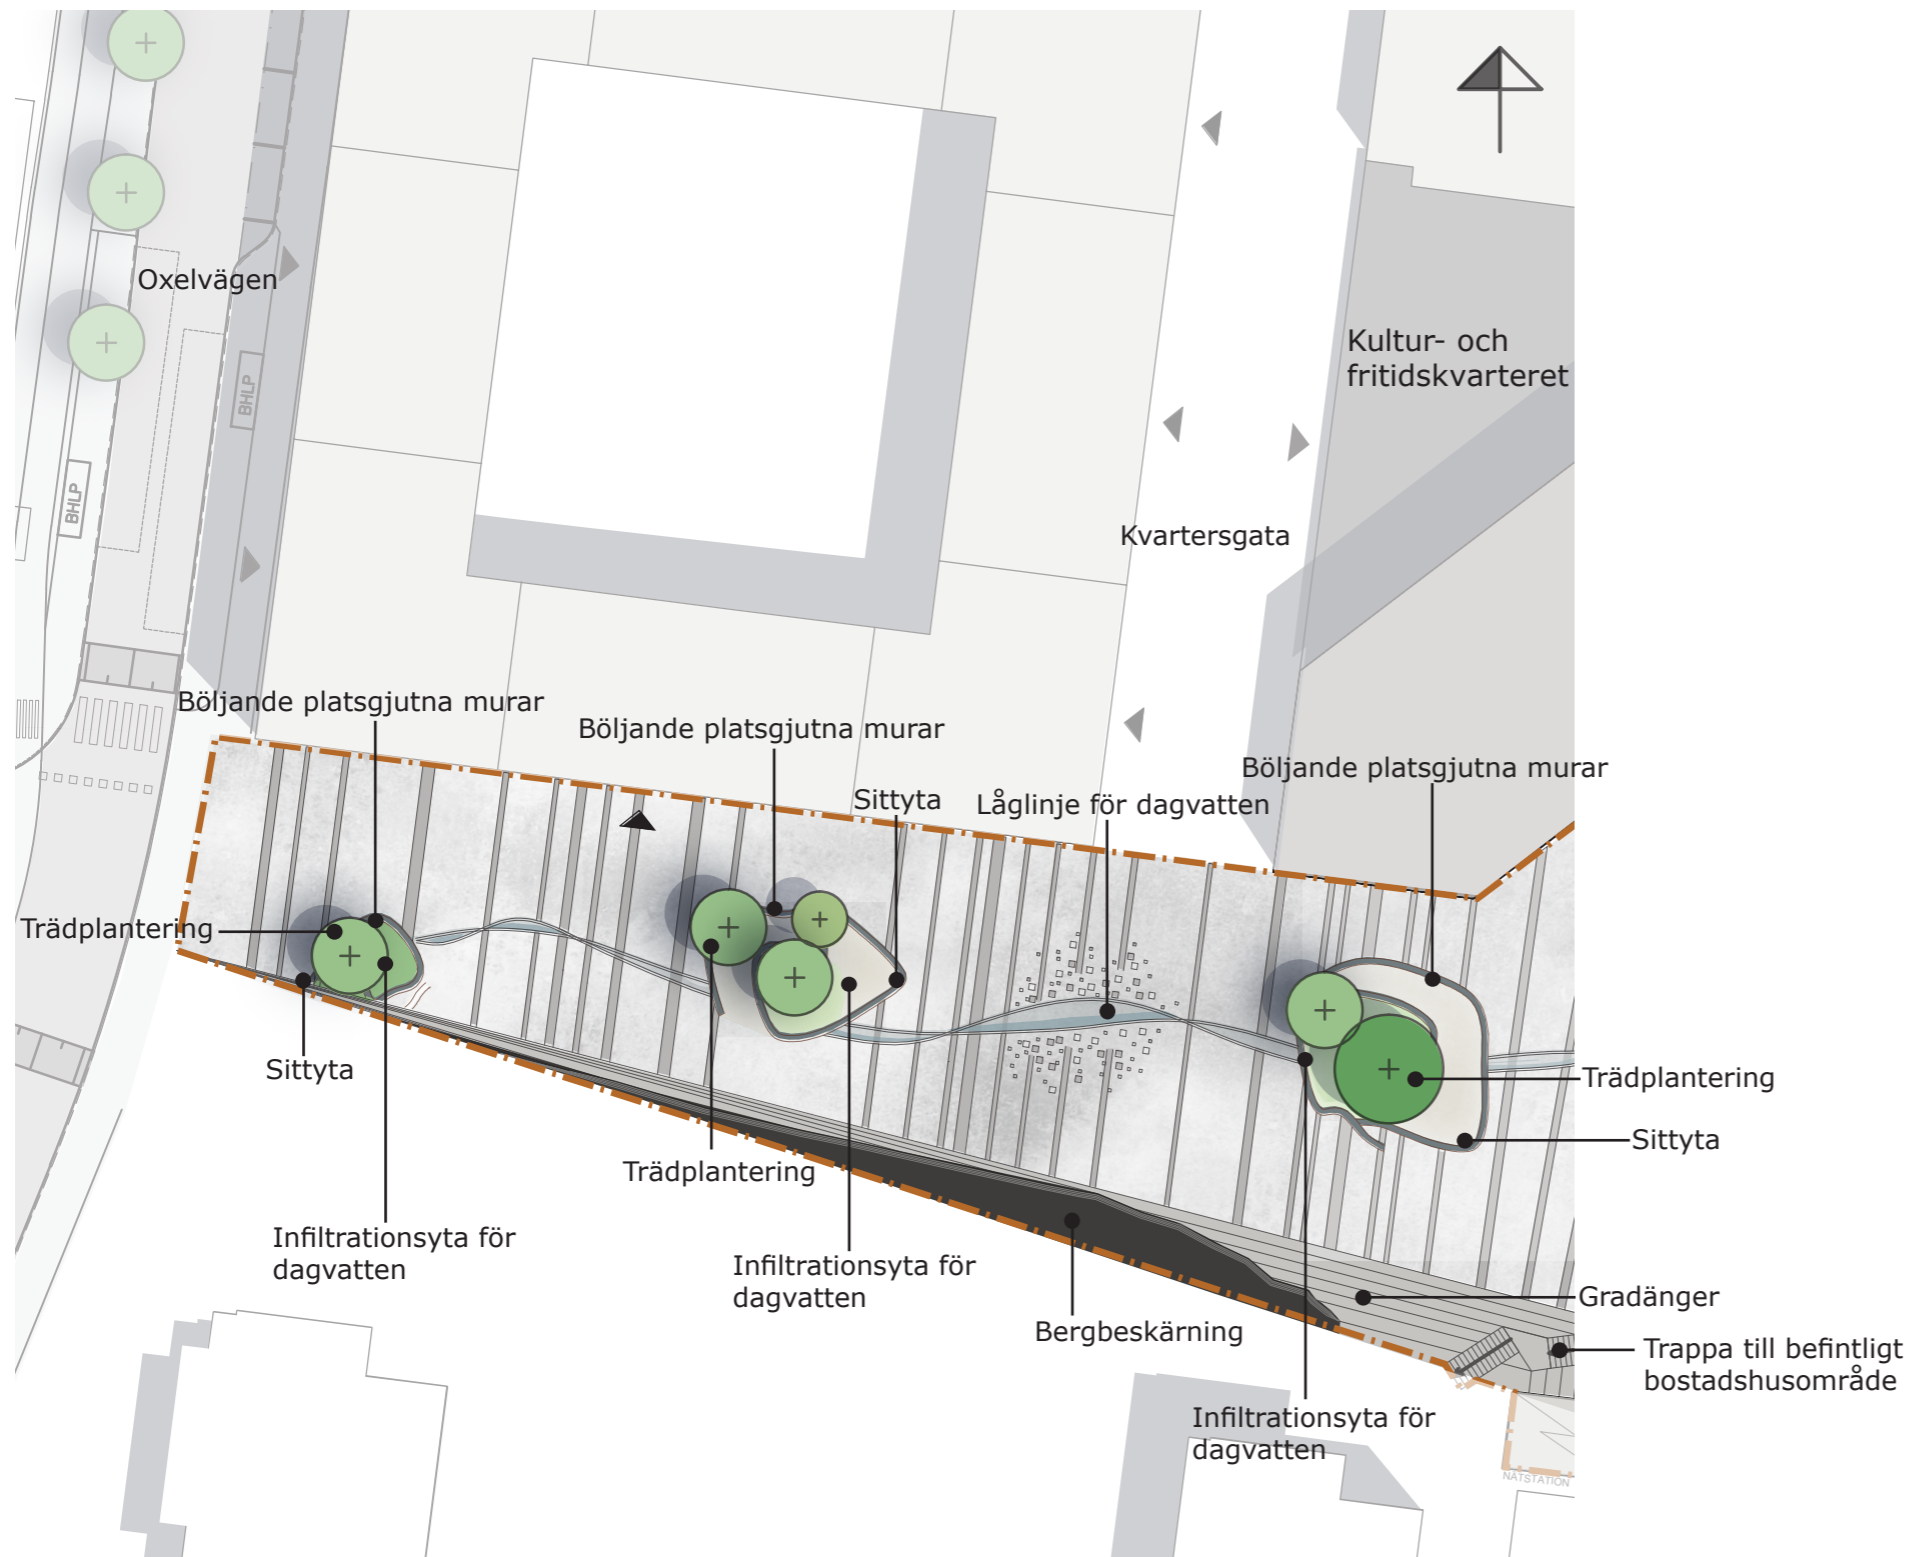 Oxelvägen
Kultur- och
fritidskvarteret
BHLP
BHLP
Kvartersgata
Böljande platsgjutna murar
Böljande platsgjutna murar
Böljande platsgjutna murar
Sittyta
Låglinje för dagvatten
Trädplantering
Sittyta
Trädplantering
Sittyta
Trädplantering
Infiltrationsyta för
dagvatten
Infiltrationsyta för
dagvatten
Bergbeskärning
Gradänger
Trappa till befintligt
bostadshusområde
Infiltrationsyta för
dagvatten
NÄTSTATION